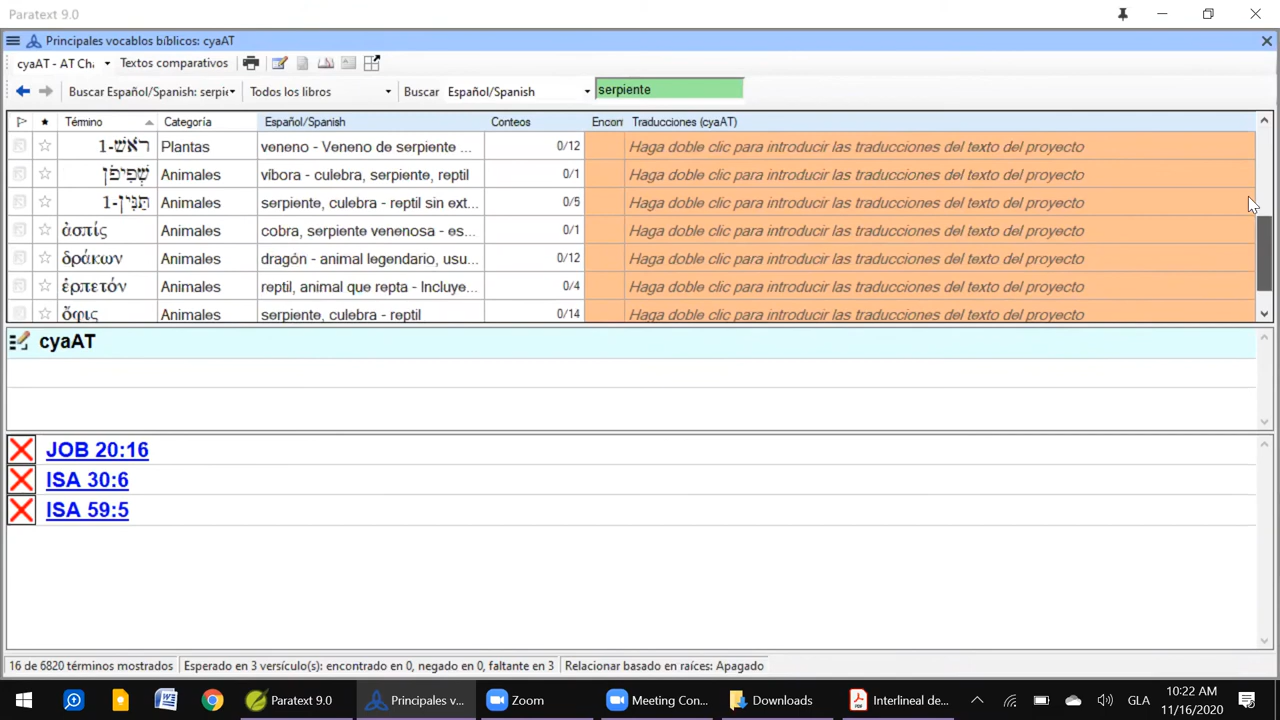 Paratext 9.0
Principales vocablos bíblicos: cyaAT
cyaAT - AT Cha Textos comparativos
Buscar Español/Spanish: serpie Todos los libros Buscar Español/Spanish serpiente
Término Categoría Español/Spanish Conteos Encon Traducciones (cyaAT)
רֹאשׁ-1 Plantas veneno - Veneno de serpiente ... 0/12 Haga doble clic para introducir las traducciones del texto del proyecto
שְׁפִיפֹן Animales víbora - culebra, serpiente, reptil 0/1 Haga doble clic para introducir las traducciones del texto del proyecto
תַּנִּין-1 Animales serpiente, culebra - reptil sin ext... 0/5 Haga doble clic para introducir las traducciones del texto del proyecto
ἀσπίς Animales cobra, serpiente venenosa - es... 0/1 Haga doble clic para introducir las traducciones del texto del proyecto
δράκων Animales dragón - animal legendario, usu... 0/12 Haga doble clic para introducir las traducciones del texto del proyecto
ἑρπετόν Animales reptil, animal que repta - Incluye... 0/4 Haga doble clic para introducir las traducciones del texto del proyecto
ὄφις Animales serpiente, culebra - reptil 0/14 Haga doble clic para introducir las traducciones del texto del proyecto
cyaAT
JOB 20:16
ISA 30:6
ISA 59:5
16 de 6820 términos mostrados Esperado en 3 versículo(s): encontrado en 0, negado en 0, faltante en 3 Relacionar basado en raíces: Apagado
Paratext 9.0 Principales v... Zoom Meeting Con... Downloads Interlineal de... GLA 10:22 AM
11/16/2020